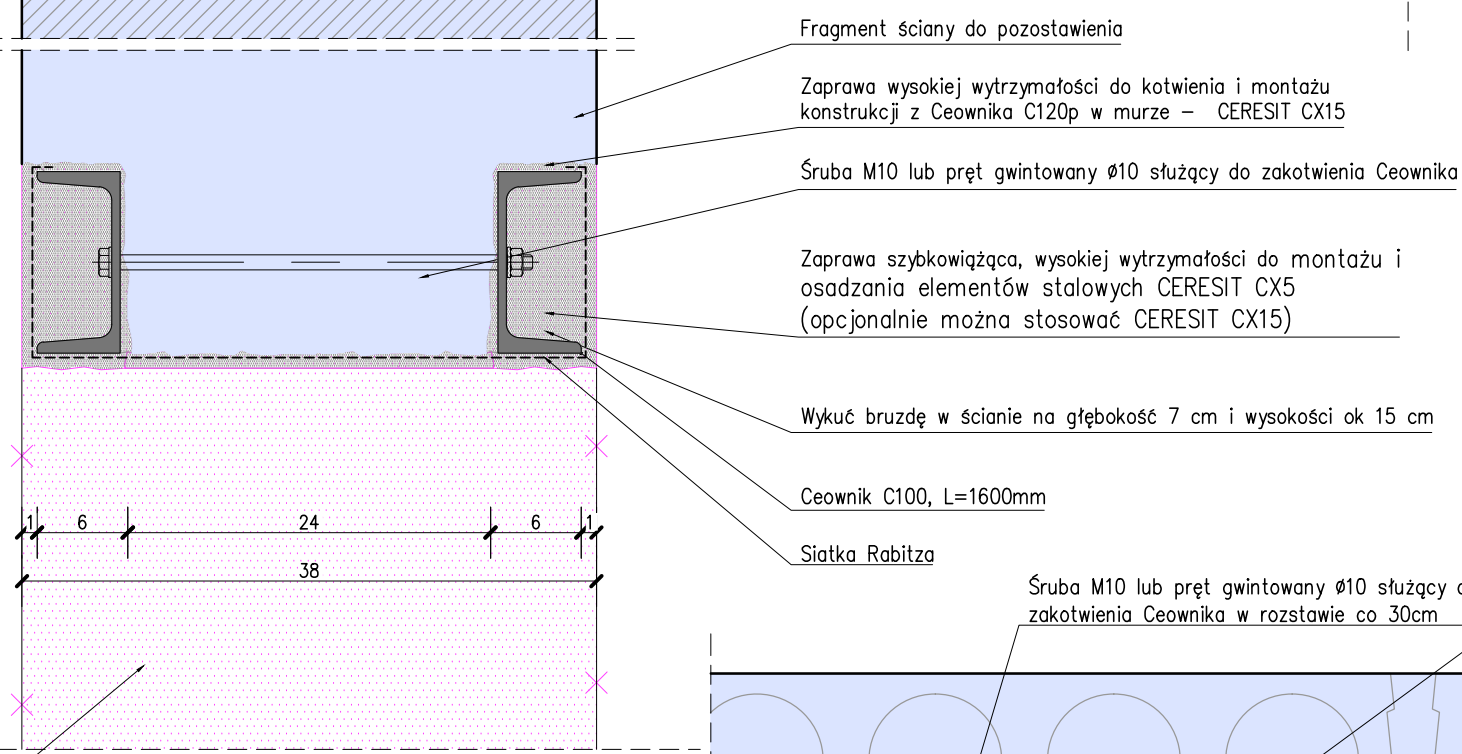 Fragment ściany do pozostawienia
Zaprawa wysokiej wytrzymałości do kotwienia i montażu
konstrukcji z Ceownika C120p w murze – CERESIT CX15
Śruba M10 lub pręt gwintowany ø10 służący do zakotwienia Ceownika
Zaprawa szybkowiążąca, wysokiej wytrzymałości do montażu i
osadzania elementów stalowych CERESIT CX5
(opcjonalnie można stosować CERESIT CX15)
Wykuć bruzdę w ścianie na głębokość 7 cm i wysokości ok 15 cm
Ceownik C100, L=1600mm
Siatka Rabitza
1 6 24 6 1
38
Śruba M10 lub pręt gwintowany ø10 służący
zakotwienia Ceownika w rozstawie co 30cm